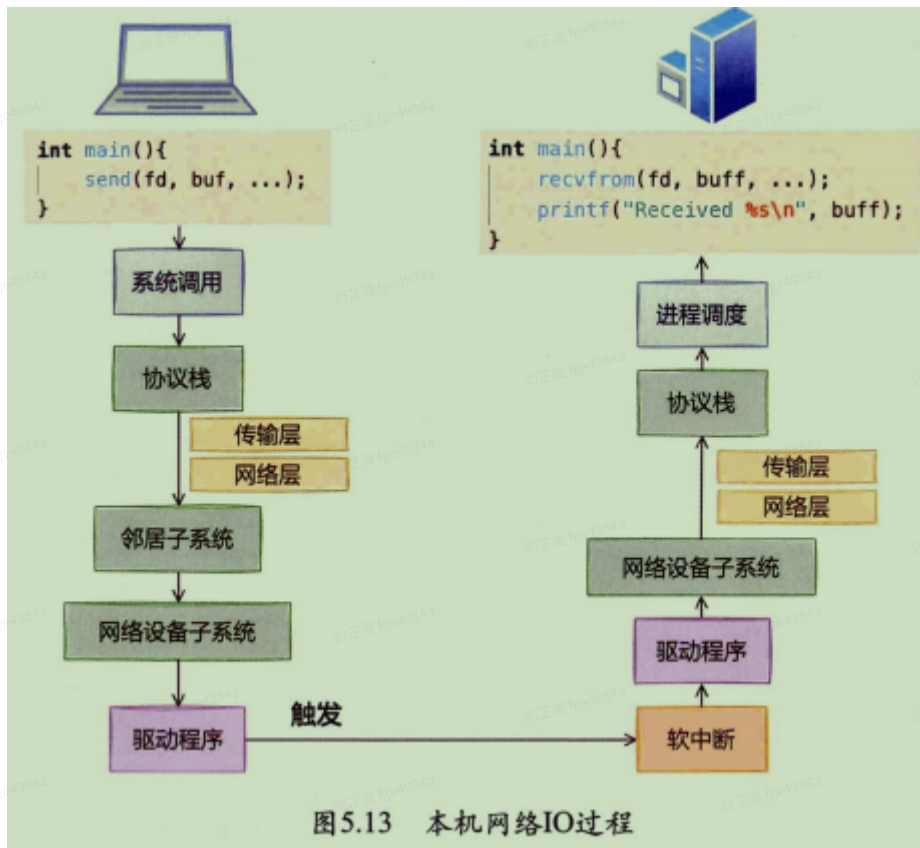 int main(){
send(fd, buf, ...);
}
系统调用
协议栈
传输层
网络层
邻居子系统
网络设备子系统
驱动程序
触发
int main(){
recvfrom(fd, buff, ...);
printf("Received %s\n", buff);
}
进程调度
协议栈
传输层
网络层
网络设备子系统
驱动程序
软中断
图5.13 本机网络IO过程